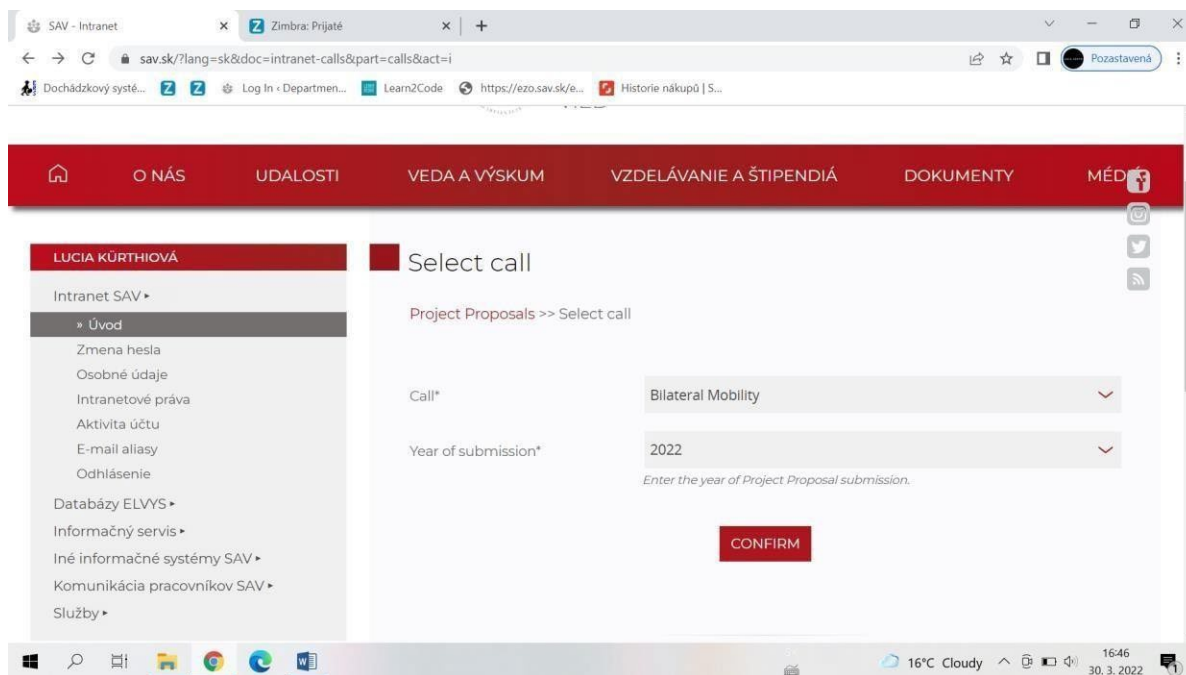 SAV - Intranet
Zimbra: Prijaté
sav.sk/?lang=sk&doc=intranet-calls&part=calls&act=i
Pozastavená
Dochádzkový systé...
Log In ‹ Departmen...
Learn2Code
https://ezo.sav.sk/e...
Historie nákupů | S...
O NÁS
UDALOSTI
VEDA A VÝSKUM
VZDELÁVANIE A ŠTIPENDIÁ
DOKUMENTY
LUCIA KÜRTHIOVÁ
Intranet SAV ▸
» Úvod
Zmena hesla
Osobné údaje
Intranetové práva
Aktivita účtu
E-mail aliasy
Odhlásenie
Databázy ELVYS ▸
Informačný servis ▸
Iné informačné systémy SAV ▸
Komunikácia pracovníkov SAV ▸
Služby ▸
Select call
Project Proposals >> Select call
Call*
Bilateral Mobility
Year of submission*
2022
Enter the year of Project Proposal submission.
CONFIRM
16°C Cloudy
16:46
30. 3. 2022